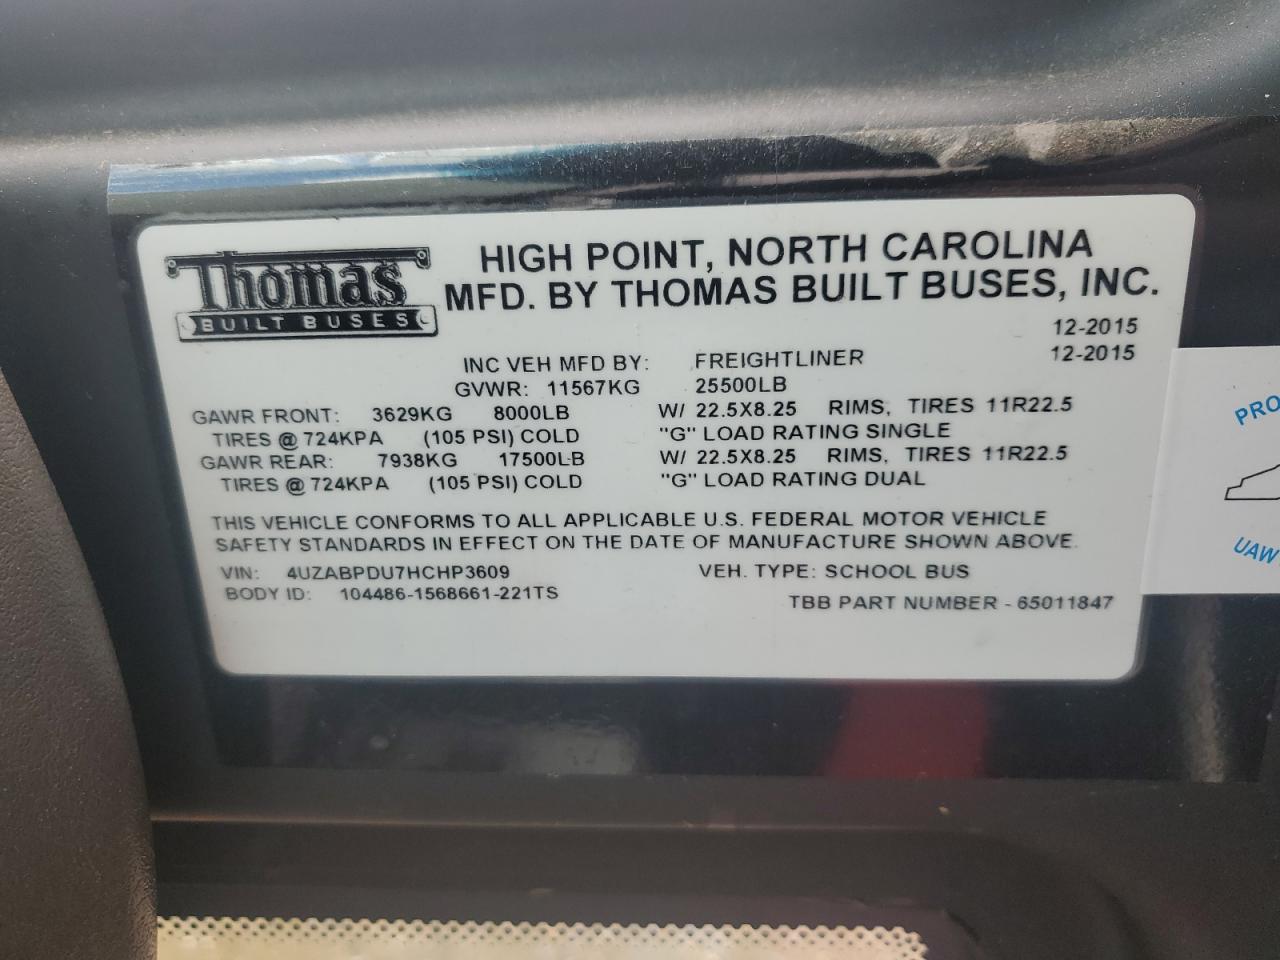 Thomas
BUILT BUSES
HIGH POINT, NORTH CAROLINA
MFD. BY THOMAS BUILT BUSES, INC.
12-2015
INC VEH MFD BY: FREIGHTLINER 12-2015
GVWR: 11567KG 25500LB
GAWR FRONT: 3629KG 8000LB W/ 22.5X8.25 RIMS, TIRES 11R22.5
TIRES @ 724KPA (105 PSI) COLD "G" LOAD RATING SINGLE
GAWR REAR: 7938KG 17500LB W/ 22.5X8.25 RIMS, TIRES 11R22.5
TIRES @ 724KPA (105 PSI) COLD "G" LOAD RATING DUAL
THIS VEHICLE CONFORMS TO ALL APPLICABLE U.S. FEDERAL MOTOR VEHICLE
SAFETY STANDARDS IN EFFECT ON THE DATE OF MANUFACTURE SHOWN ABOVE.
VIN: 4UZABPDU7HCHP3609 VEH. TYPE: SCHOOL BUS
BODY ID: 104486-1568661-221TS TBB PART NUMBER - 65011847
PRO
UAW